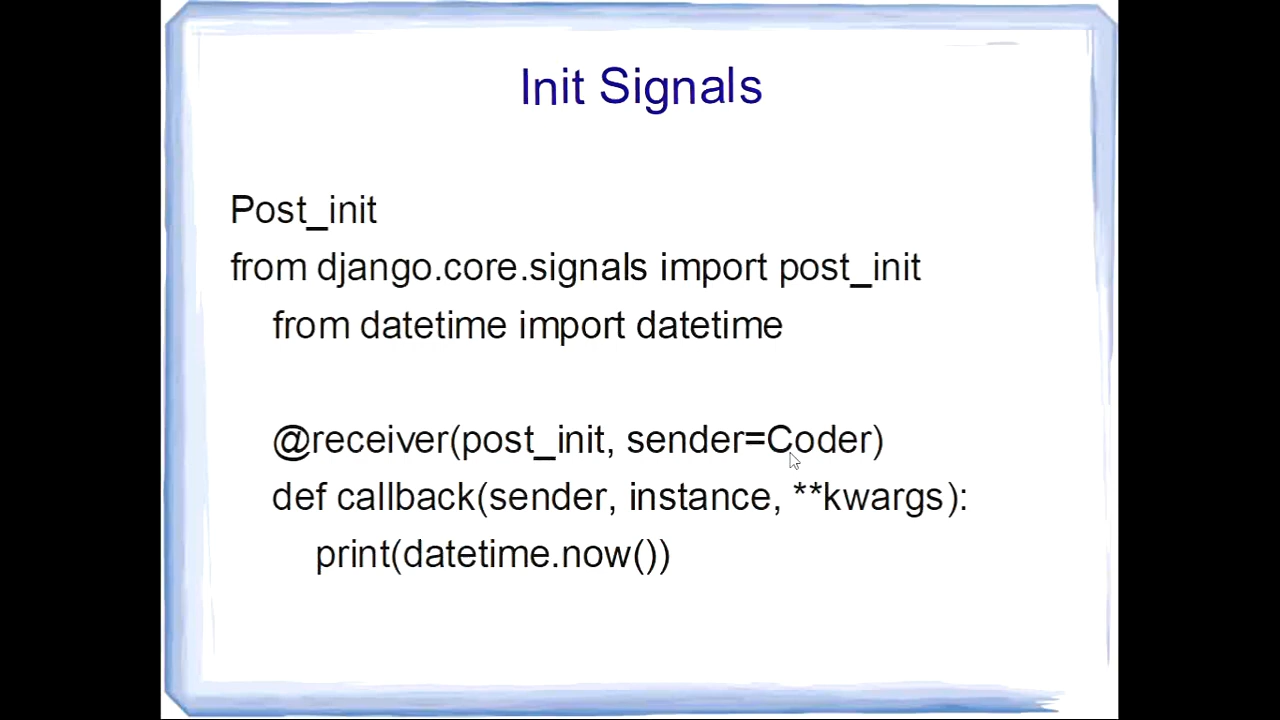 Init Signals
Post_init
from django.core.signals import post_init
from datetime import datetime
@receiver(post_init, sender=Coder)
def callback(sender, instance, **kwargs):
print(datetime.now())